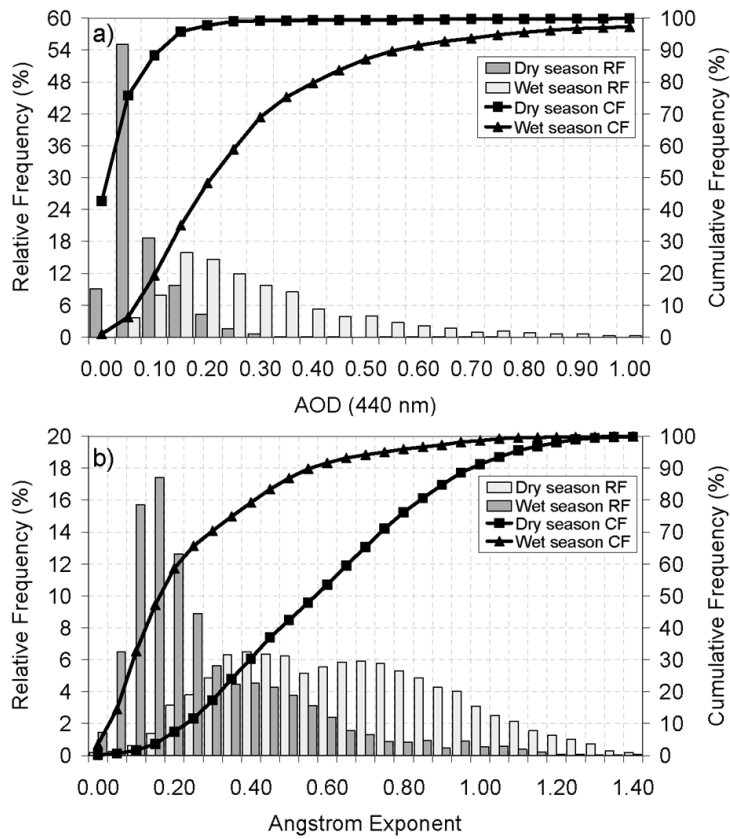 a)
Relative Frequency (%)
60
54
48
42
36
30
24
18
12
6
0
Dry season RF
Wet season RF
Dry season CF
Wet season CF
100
90
80
70
60
50
40
30
20
10
0
Cumulative Frequency (%)
0.00 0.10 0.20 0.30 0.40 0.50 0.60 0.70 0.80 0.90 1.00
AOD (440 nm)
b)
Relative Frequency (%)
20
18
16
14
12
10
8
6
4
2
0
Dry season RF
Wet season RF
Dry season CF
Wet season CF
100
90
80
70
60
50
40
30
20
10
0
Cumulative Frequency (%)
0.00 0.20 0.40 0.60 0.80 1.00 1.20 1.40
Angstrom Exponent